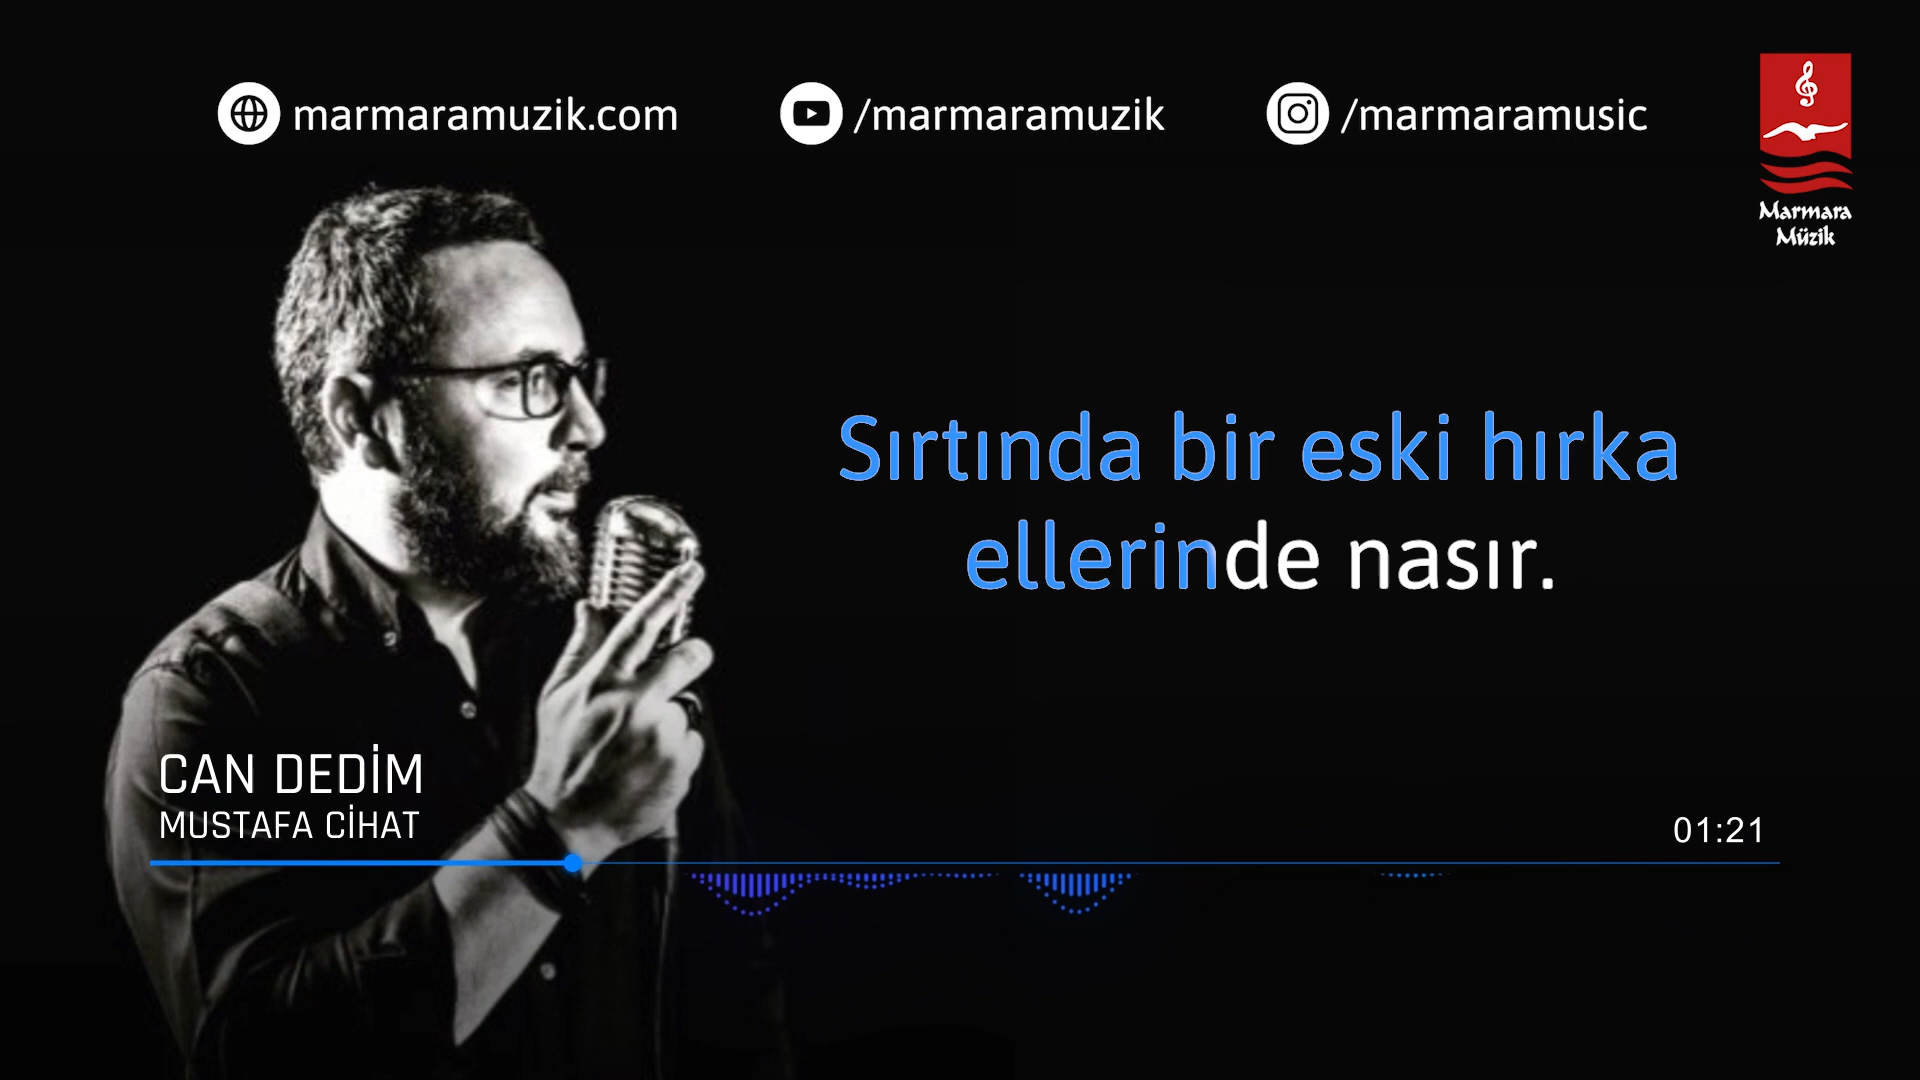 marmaramuzik.com
/marmaramuzik
/marmaramusic
Marmara
Müzik
Sırtında bir eski hırka
ellerinde nasır.
CAN DEDİM
MUSTAFA CİHAT
01:21